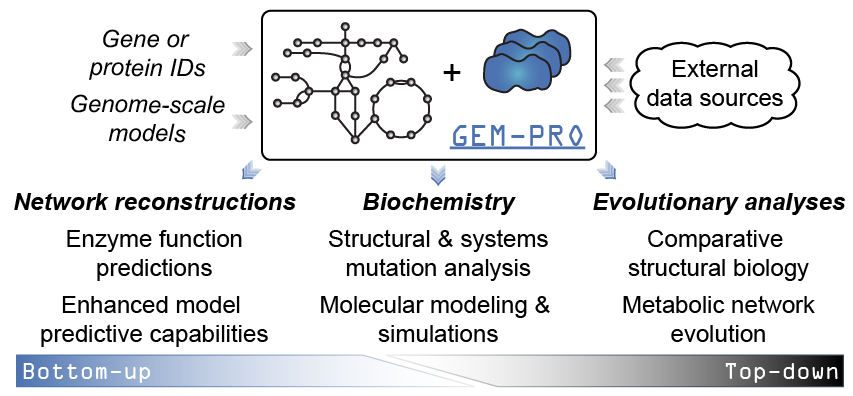 Gene or
protein IDs
Genome-scale
models
+
GEM-PRO
External
data sources
Network reconstructions
Enzyme function
predictions
Enhanced model
predictive capabilities
Biochemistry
Structural & systems
mutation analysis
Molecular modeling &
simulations
Evolutionary analyses
Comparative
structural biology
Metabolic network
evolution
Bottom-up
Top-down